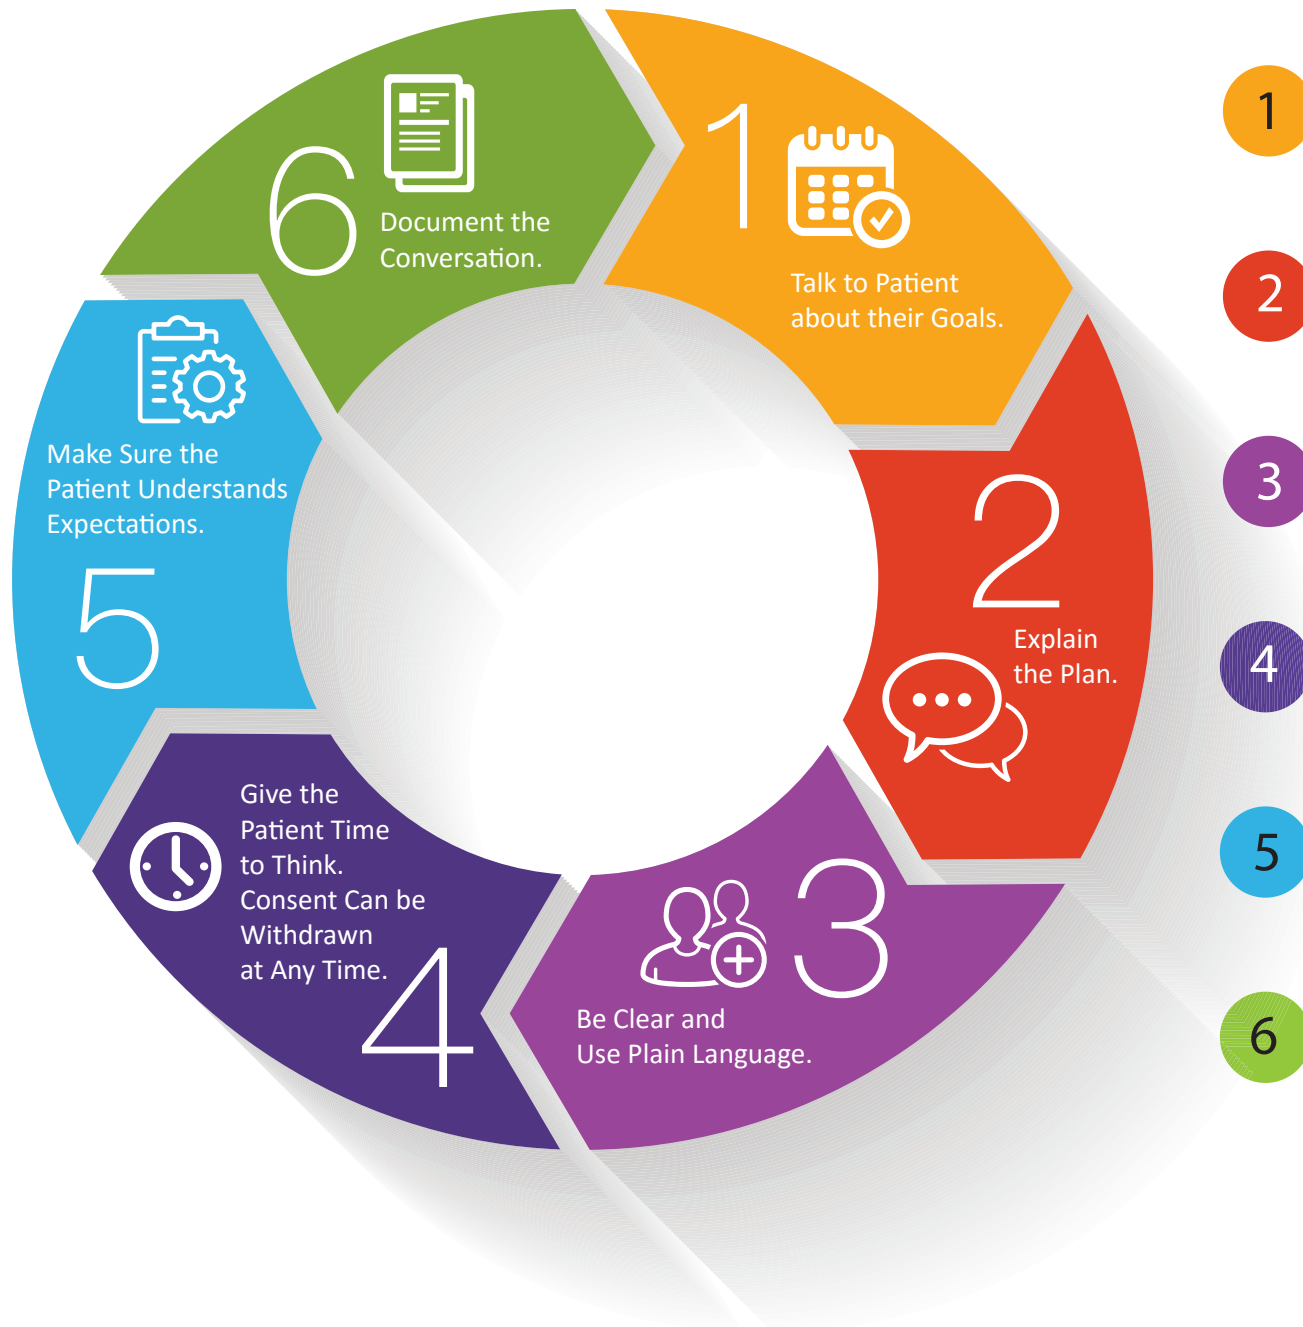 1
Talk to Patient
about their Goals.
2
Explain
the Plan.
3
Be Clear and
Use Plain Language.
4
Give the
Patient Time
to Think.
Consent Can be
Withdrawn
at Any Time.
5
Make Sure the
Patient Understands
Expectations.
6
Document the
Conversation.
1
2
3
4
5
6